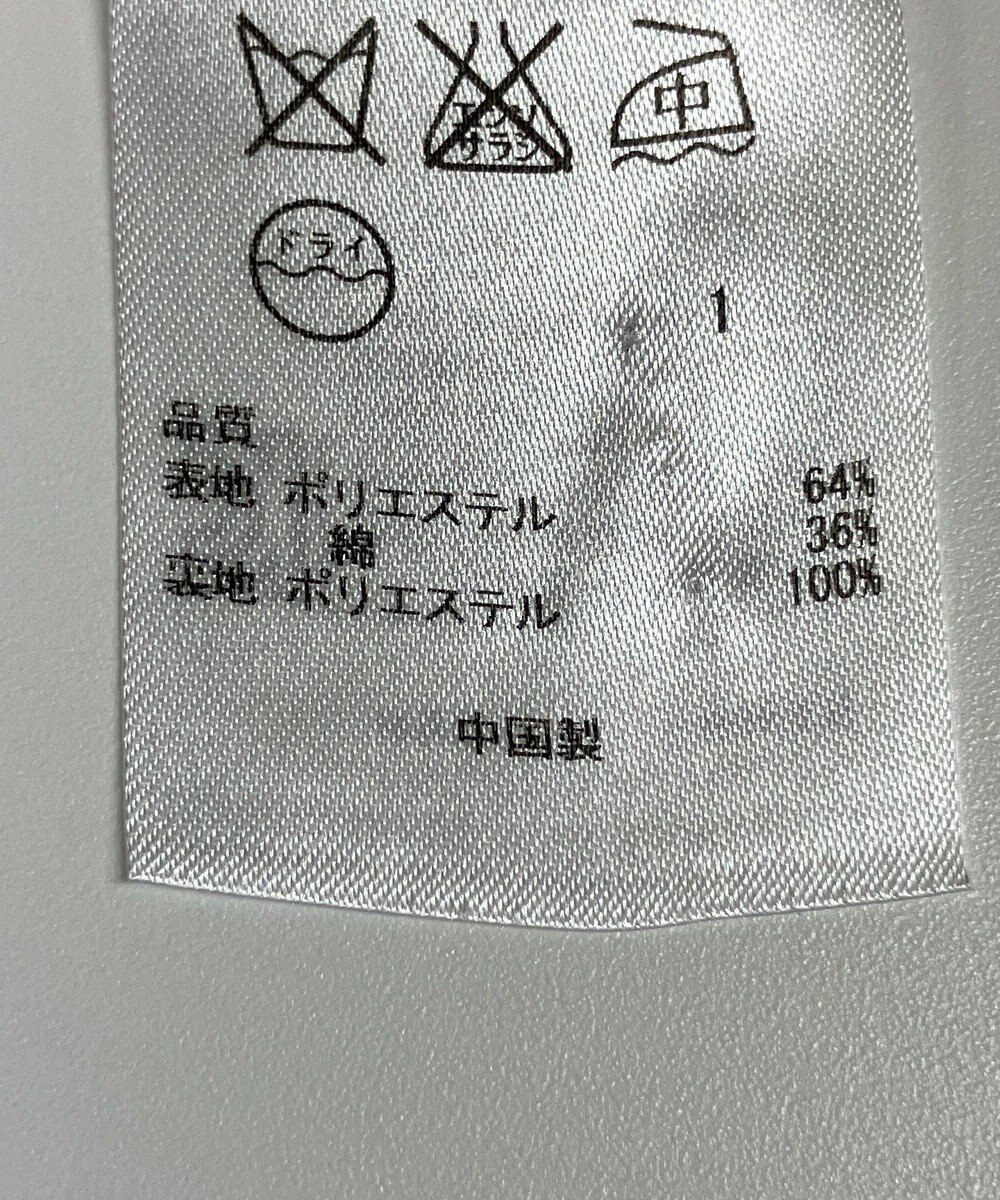 エンソ
サラシ
中
ドライ
1
品質
表地 ポリエステル 64%
綿 36%
裏地 ポリエステル 100%
中国製